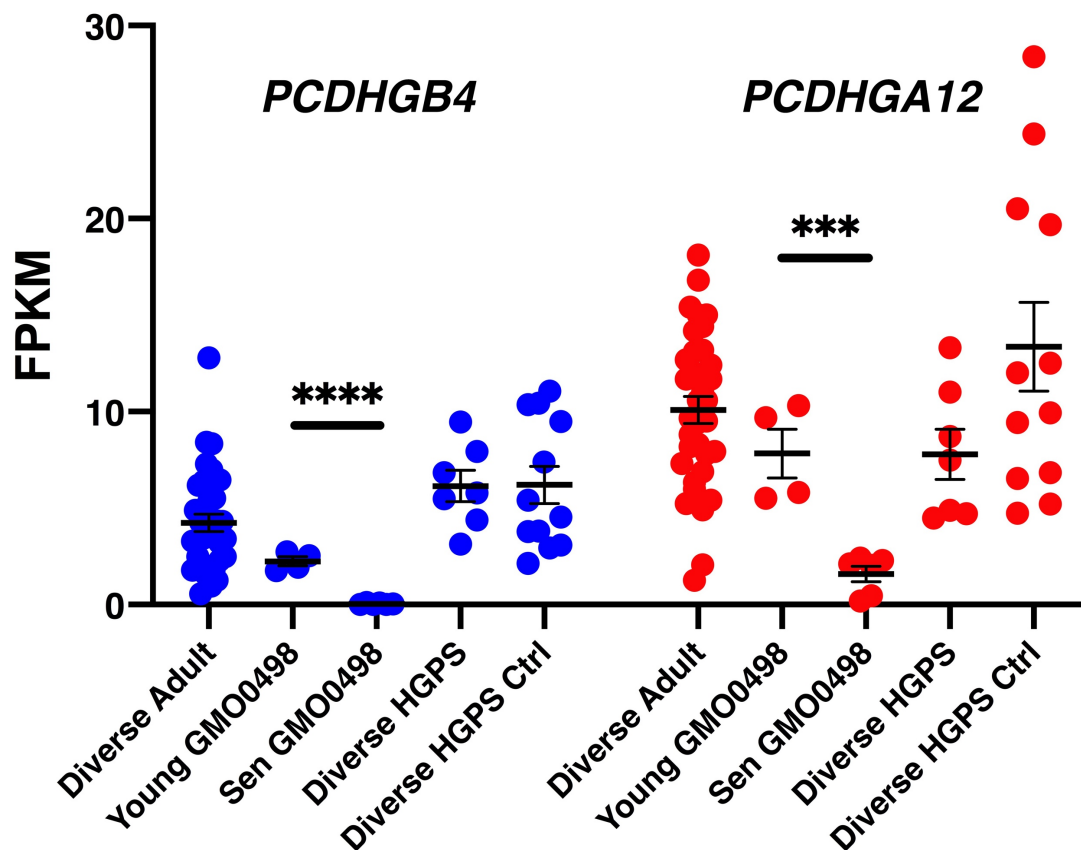 30
20
10
0
FPKM
PCDHGB4
PCDHGA12
****
***
Diverse Adult
Young GMO0498
Sen GMO0498
Diverse HGPS
Diverse HGPS Ctrl
Diverse Adult
Young GMO0498
Sen GMO0498
Diverse HGPS
Diverse HGPS Ctrl